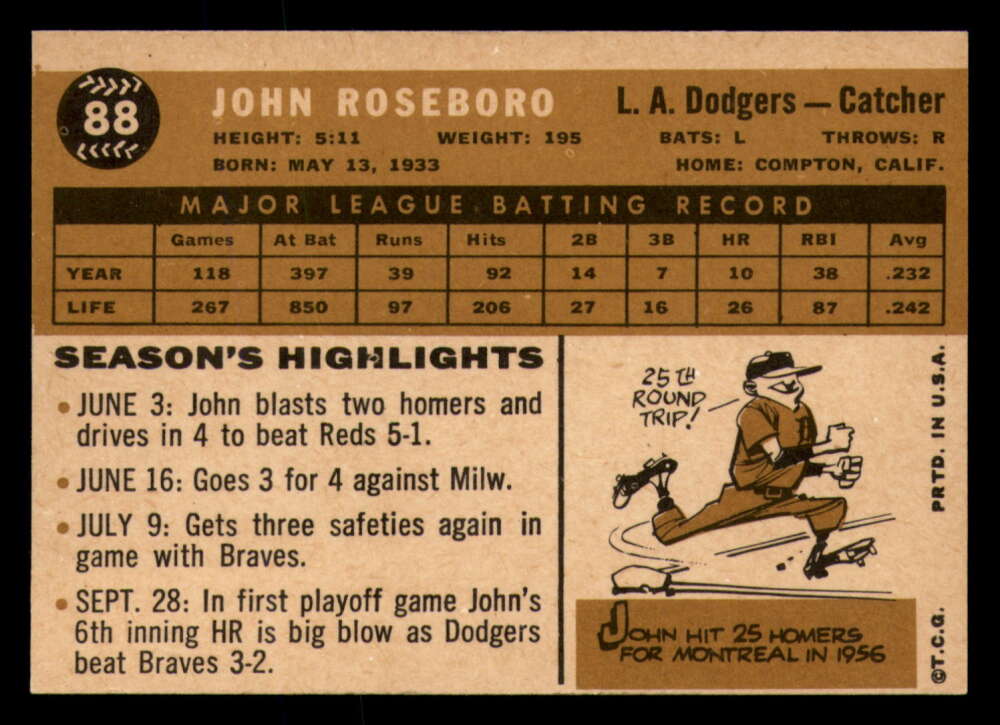 88
JOHN ROSEBORO
L. A. Dodgers — Catcher
HEIGHT: 5:11 WEIGHT: 195 BATS: L THROWS: R
BORN: MAY 13, 1933 HOME: COMPTON, CALIF.
MAJOR LEAGUE BATTING RECORD
Games At Bat Runs Hits 2B 3B HR RBI Avg
YEAR 118 397 39 92 14 7 10 38 .232
LIFE 267 850 97 206 27 16 26 87 .242
SEASON'S HIGHLIGHTS
• JUNE 3: John blasts two homers and
drives in 4 to beat Reds 5-1.
• JUNE 16: Goes 3 for 4 against Milw.
• JULY 9: Gets three safeties again in
game with Braves.
• SEPT. 28: In first playoff game John's
6th inning HR is big blow as Dodgers
beat Braves 3-2.
25TH
ROUND
TRIP!
JOHN HIT 25 HOMERS
FOR MONTREAL IN 1956
PRTD. IN U.S.A.
©T.C.G.